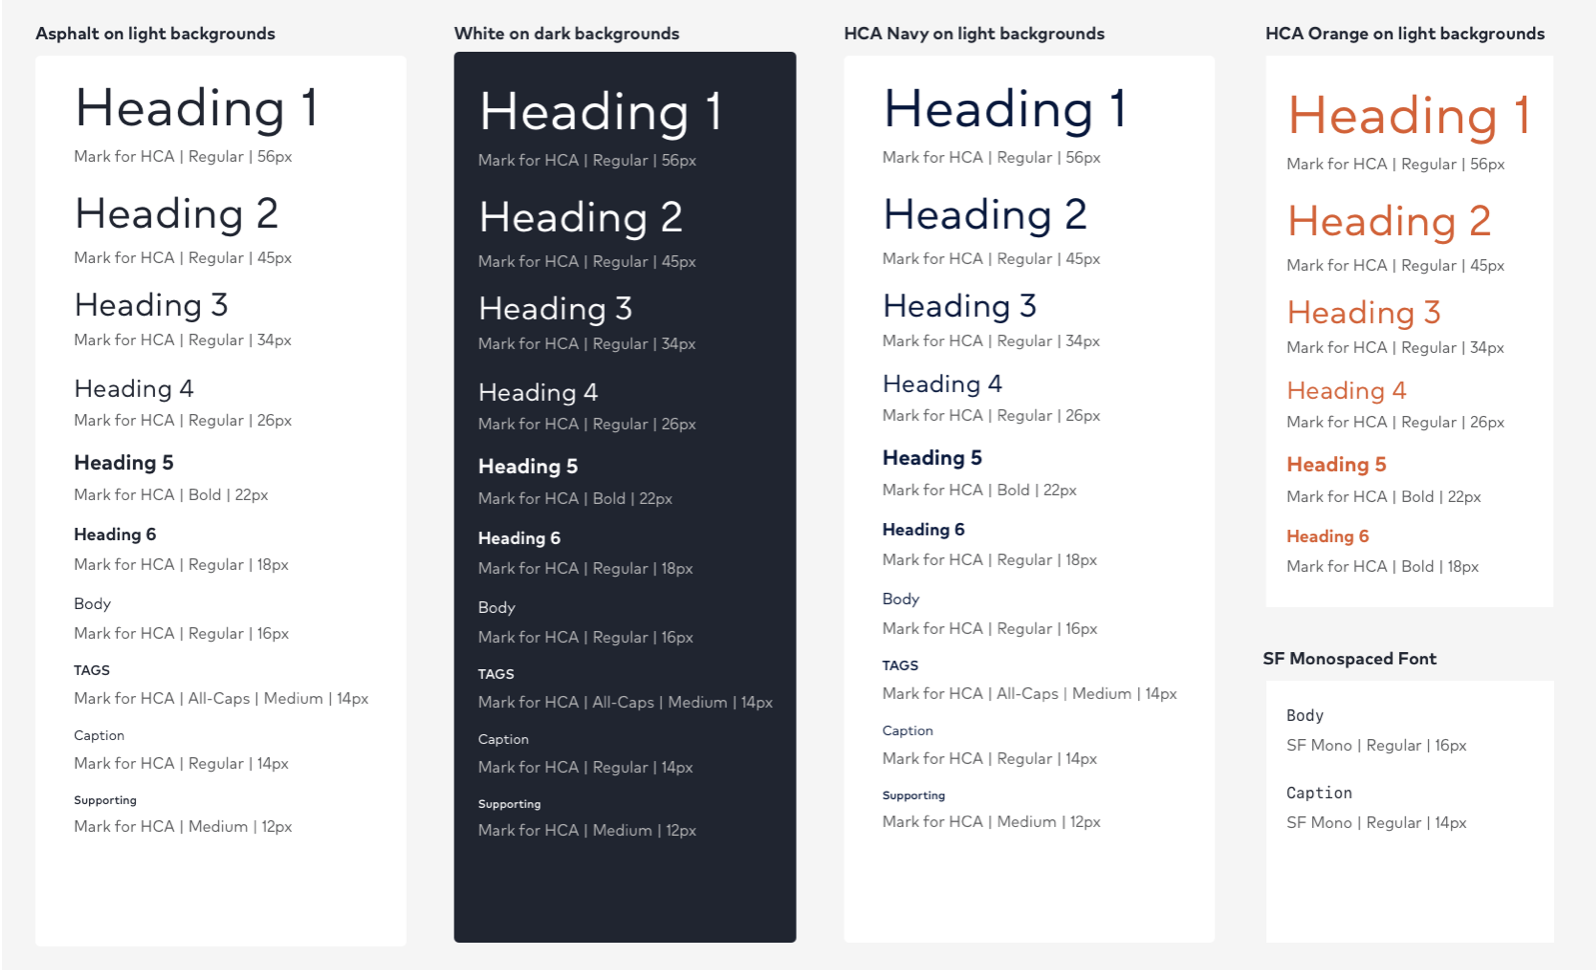 Asphalt on light backgrounds
Heading 1
Mark for HCA | Regular | 56px
Heading 2
Mark for HCA | Regular | 45px
Heading 3
Mark for HCA | Regular | 34px
Heading 4
Mark for HCA | Regular | 26px
Heading 5
Mark for HCA | Bold | 22px
Heading 6
Mark for HCA | Regular | 18px
Body
Mark for HCA | Regular | 16px
TAGS
Mark for HCA | All-Caps | Medium | 14px
Caption
Mark for HCA | Regular | 14px
Supporting
Mark for HCA | Medium | 12px
White on dark backgrounds
Heading 1
Mark for HCA | Regular | 56px
Heading 2
Mark for HCA | Regular | 45px
Heading 3
Mark for HCA | Regular | 34px
Heading 4
Mark for HCA | Regular | 26px
Heading 5
Mark for HCA | Bold | 22px
Heading 6
Mark for HCA | Regular | 18px
Body
Mark for HCA | Regular | 16px
TAGS
Mark for HCA | All-Caps | Medium | 14px
Caption
Mark for HCA | Regular | 14px
Supporting
Mark for HCA | Medium | 12px
HCA Navy on light backgrounds
Heading 1
Mark for HCA | Regular | 56px
Heading 2
Mark for HCA | Regular | 45px
Heading 3
Mark for HCA | Regular | 34px
Heading 4
Mark for HCA | Regular | 26px
Heading 5
Mark for HCA | Bold | 22px
Heading 6
Mark for HCA | Regular | 18px
Body
Mark for HCA | Regular | 16px
TAGS
Mark for HCA | All-Caps | Medium | 14px
Caption
Mark for HCA | Regular | 14px
Supporting
Mark for HCA | Medium | 12px
HCA Orange on light backgrounds
Heading 1
Mark for HCA | Regular | 56px
Heading 2
Mark for HCA | Regular | 45px
Heading 3
Mark for HCA | Regular | 34px
Heading 4
Mark for HCA | Regular | 26px
Heading 5
Mark for HCA | Bold | 22px
Heading 6
Mark for HCA | Bold | 18px
SF Monospaced Font
Body
SF Mono | Regular | 16px
Caption
SF Mono | Regular | 14px